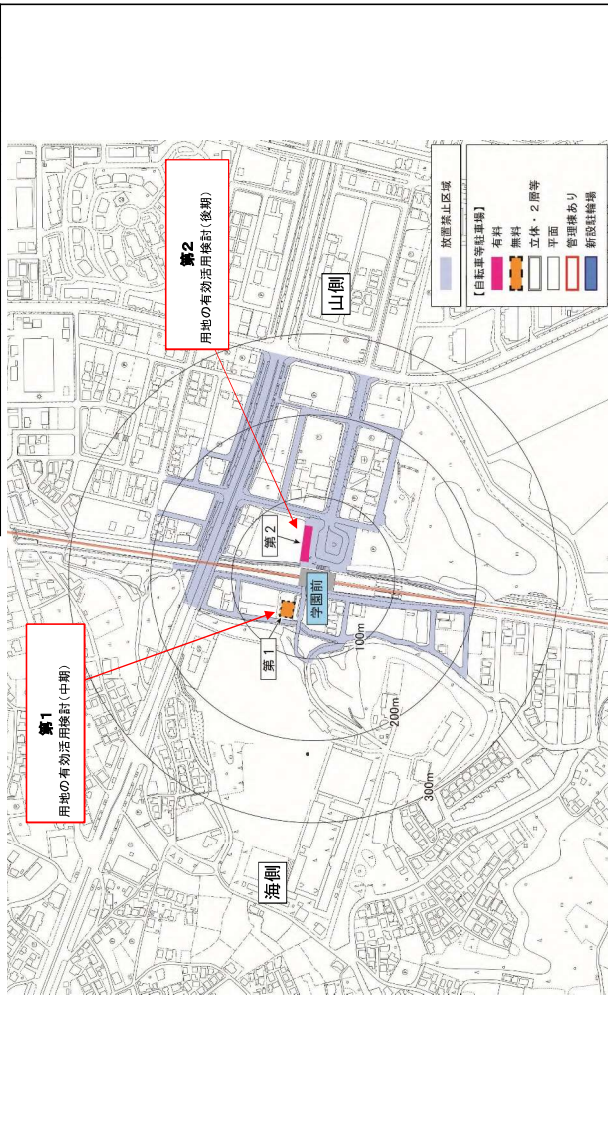 第1
用地の有効活用検討(中期)
第2
用地の有効活用検討(後期)
山側
海側
第2
第1
学園前
100m
200m
300m
放置禁止区域
【自転車等駐車場】
有料
無料
立体・2層等
平面
管理棟あり
新設駐輪場